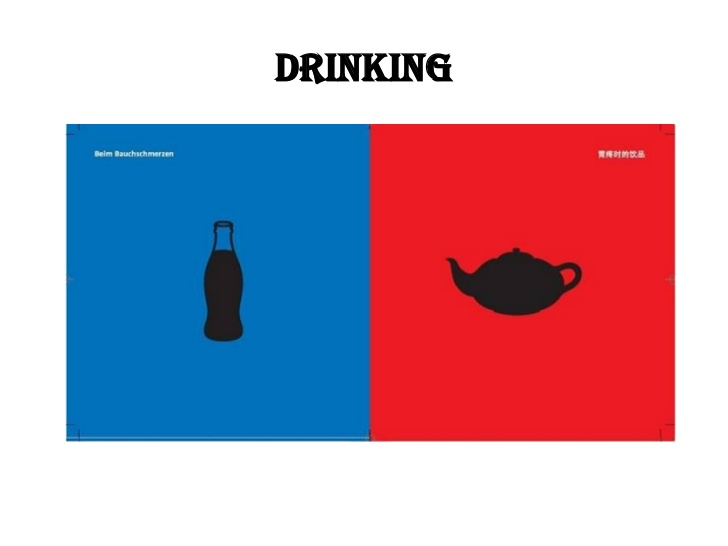 DRINKING
Beim Bauchschmerzen
胃疼时的饮品